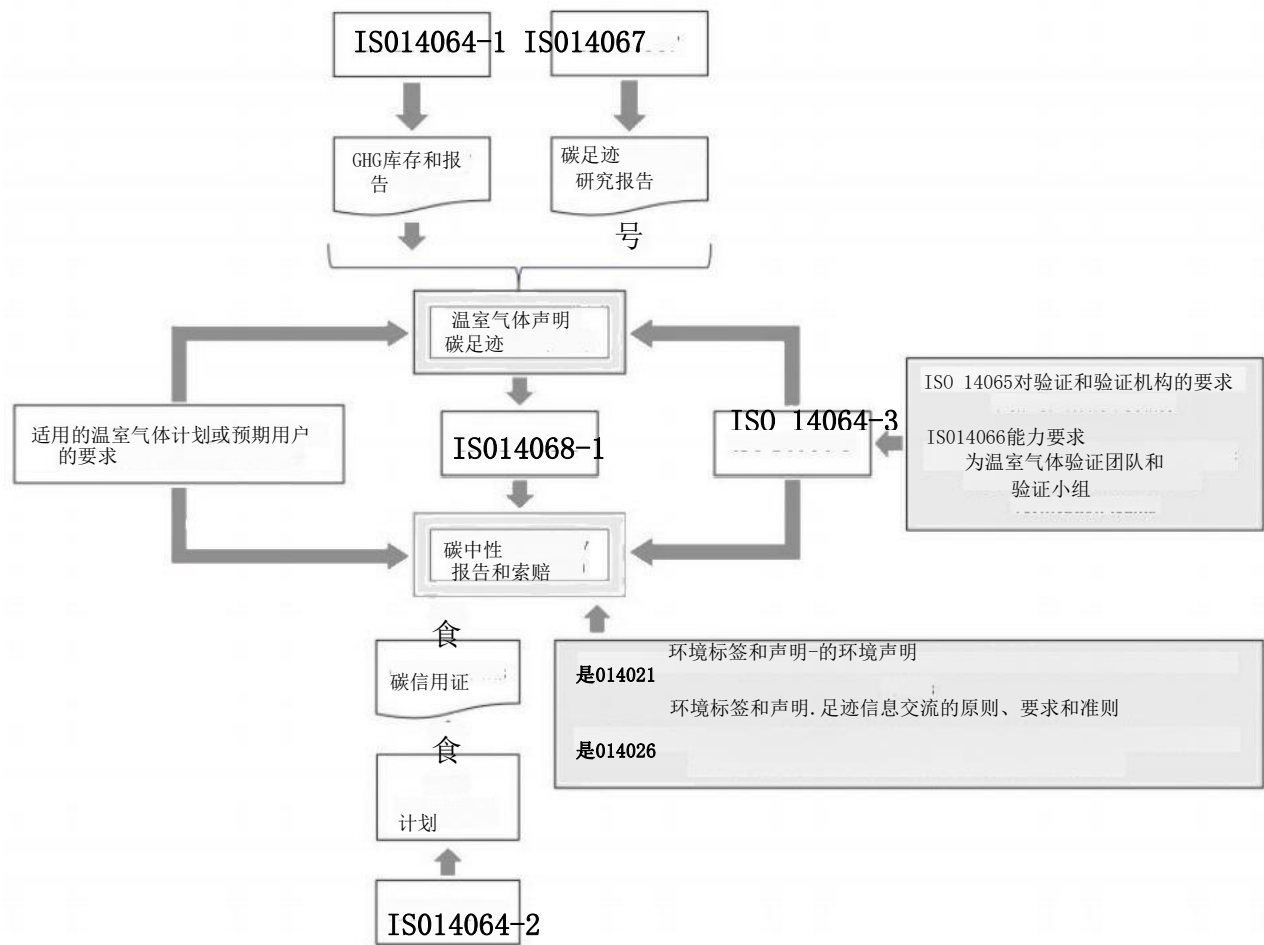 ISO14064-1 ISO14067
GHG库存和报
告
碳足迹
研究报告
号
温室气体声明
碳足迹
适用的温室气体计划或预期用户
的要求
ISO14068-1
ISO 14064-3
ISO 14065对验证和验证机构的要求
ISO14066能力要求
为温室气体验证团队和
验证小组
碳中性
报告和索赔
食
碳信用证
食
计划
ISO14064-2
环境标签和声明-的环境声明
是014021
环境标签和声明.足迹信息交流的原则、要求和准则
是014026